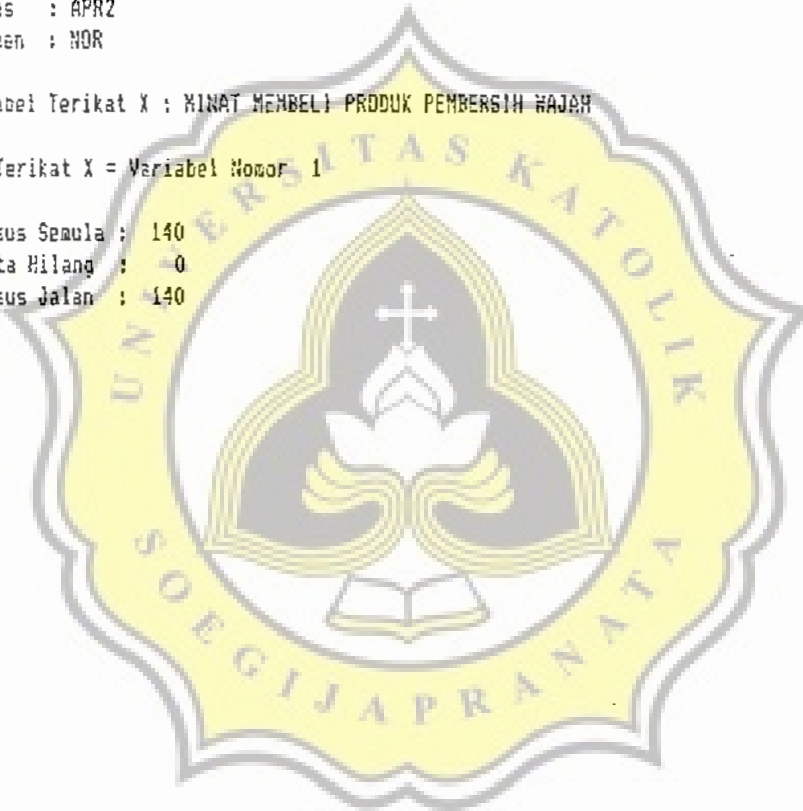 s : APR2
en : NOR
abel Terikat X : MINAT MEMBELI PRODUK PEMBERSIH WAJAH
Terikat X = Variabel Nomor 1
sus Semula : 140
ta Hilang : 0
sus Jalan : 140
UNIVERSITAS KATOLIK
SOEGIJAPRANATA